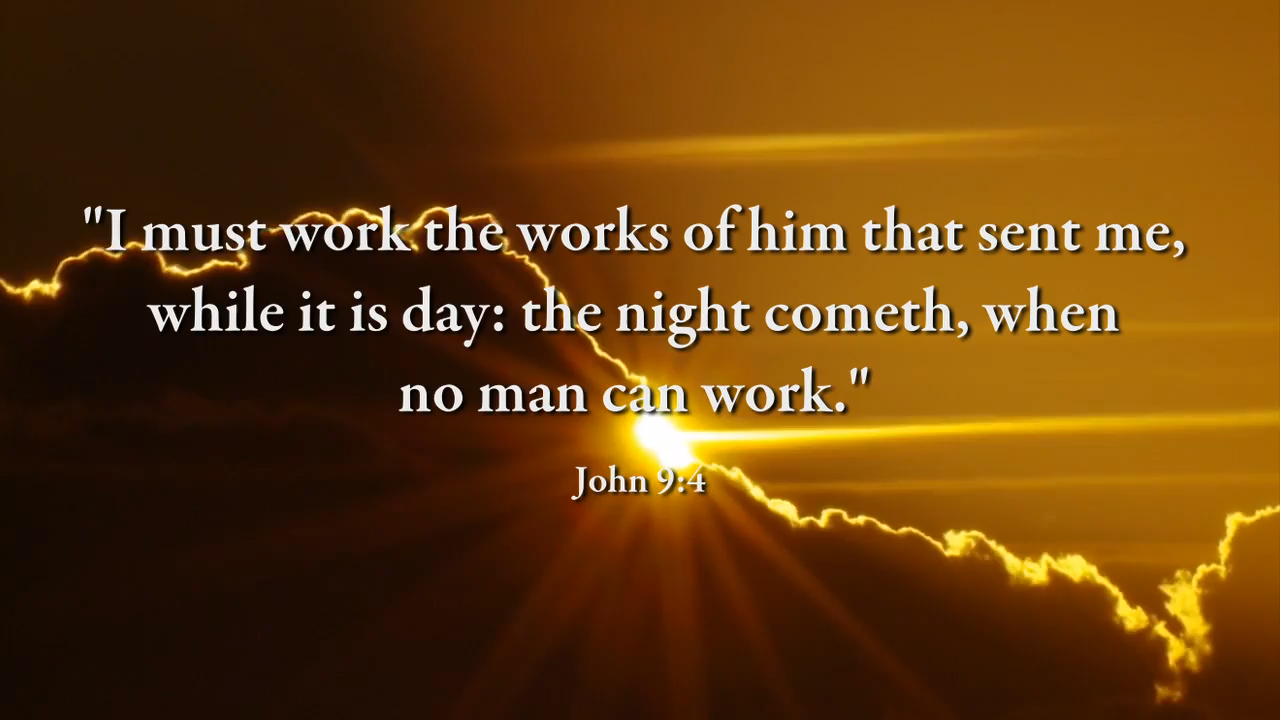 "I must work the works of him that sent me,
while it is day: the night cometh, when
no man can work."
John 9:4